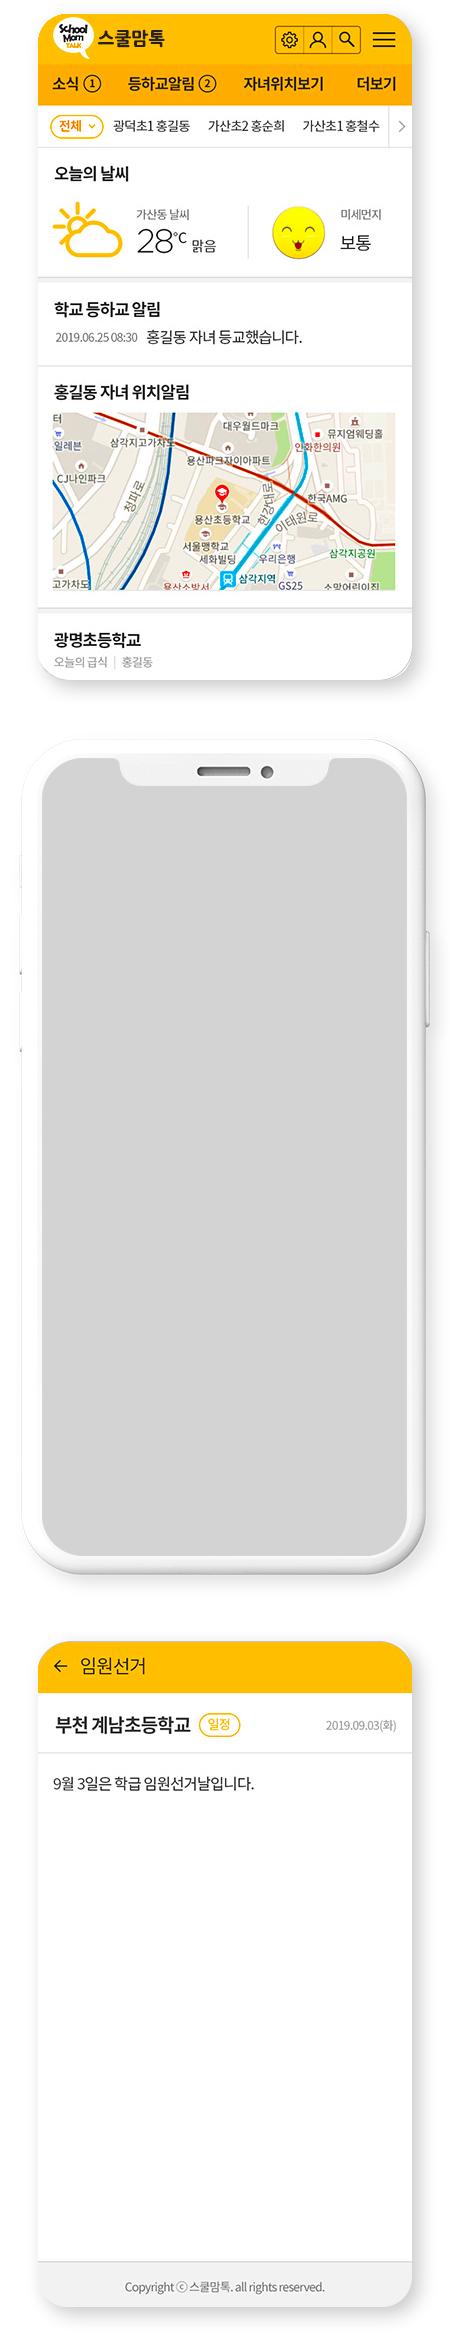 School
Mom
TALK
스쿨맘톡
소식 1 등하교알림 2 자녀위치보기 더보기
전체 광덕초1 홍길동 가산초2 홍순희 가산초1 홍철수
오늘의 날씨
가산동 날씨
28℃ 맑음
미세먼지
보통
학교 등하교 알림
2019.06.25 08:30 홍길동 자녀 등교했습니다.
홍길동 자녀 위치알림
터
대우월드마크
뮤지엄웨딩홀
일레븐
삼각지고가차도
안화한의원
용산파크자이아파트
CJ나인파크
청파로
한강대로
한국AMG
용산초등학교
이태원로
서울맹학교
세화빌딩
우리은행
삼각지공원
고가차도
용산소방서
삼각지역
GS25
소망어린이집
광명초등학교
오늘의 급식 | 홍길동
← 임원선거
부천 계남초등학교 일정 2019.09.03(화)
9월 3일은 학급 임원선거날입니다.
Copyright ⓒ 스쿨맘톡. all rights reserved.